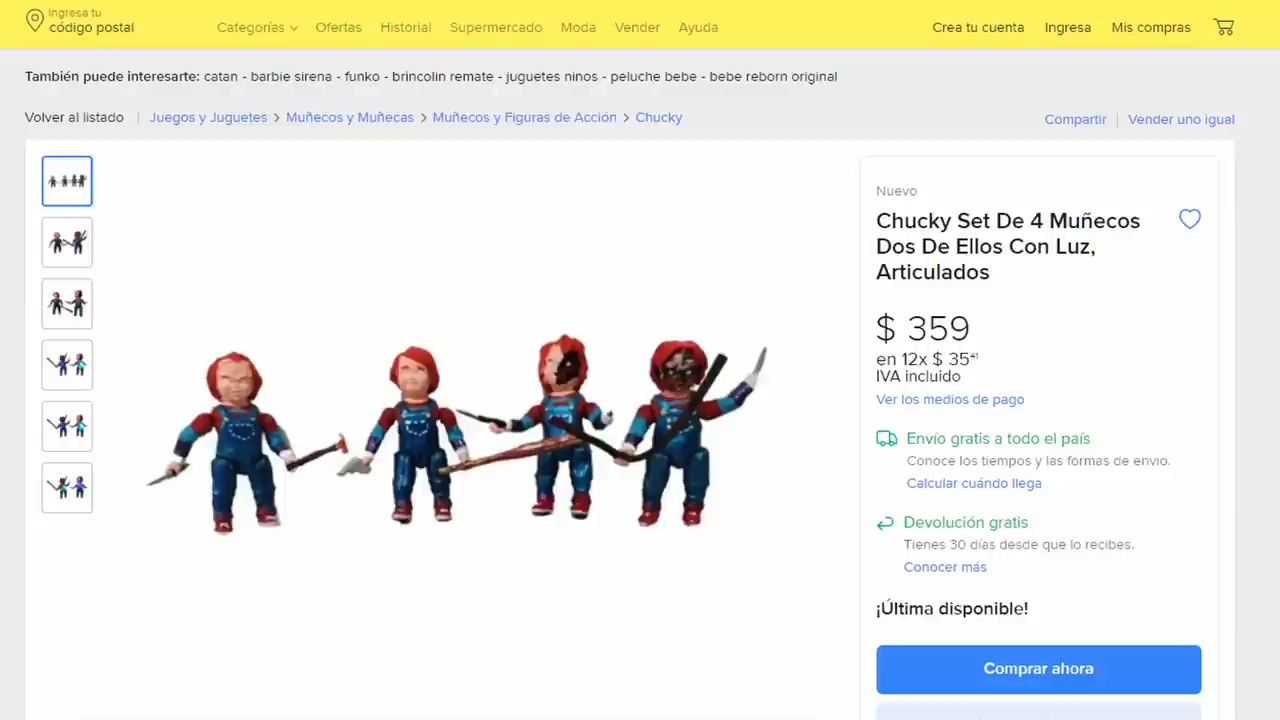 Ingresa tu
código postal
Categorías Ofertas Historial Supermercado Moda Vender Ayuda
Crea tu cuenta Ingresa Mis compras
También puede interesarte: catan - barbie sirena - funko - brincolin remate - juguetes ninos - peluche bebe - bebe reborn original
Volver al listado | Juegos y Juguetes > Muñecos y Muñecas > Muñecos y Figuras de Acción > Chucky
Compartir | Vender uno igual
Nuevo
Chucky Set De 4 Muñecos
Dos De Ellos Con Luz,
Articulados
$ 359
en 12x $ 35⁴¹
IVA incluido
Ver los medios de pago
Envío gratis a todo el país
Conoce los tiempos y las formas de envío.
Calcular cuándo llega
Devolución gratis
Tienes 30 días desde que lo recibes.
Conocer más
¡Última disponible!
Comprar ahora